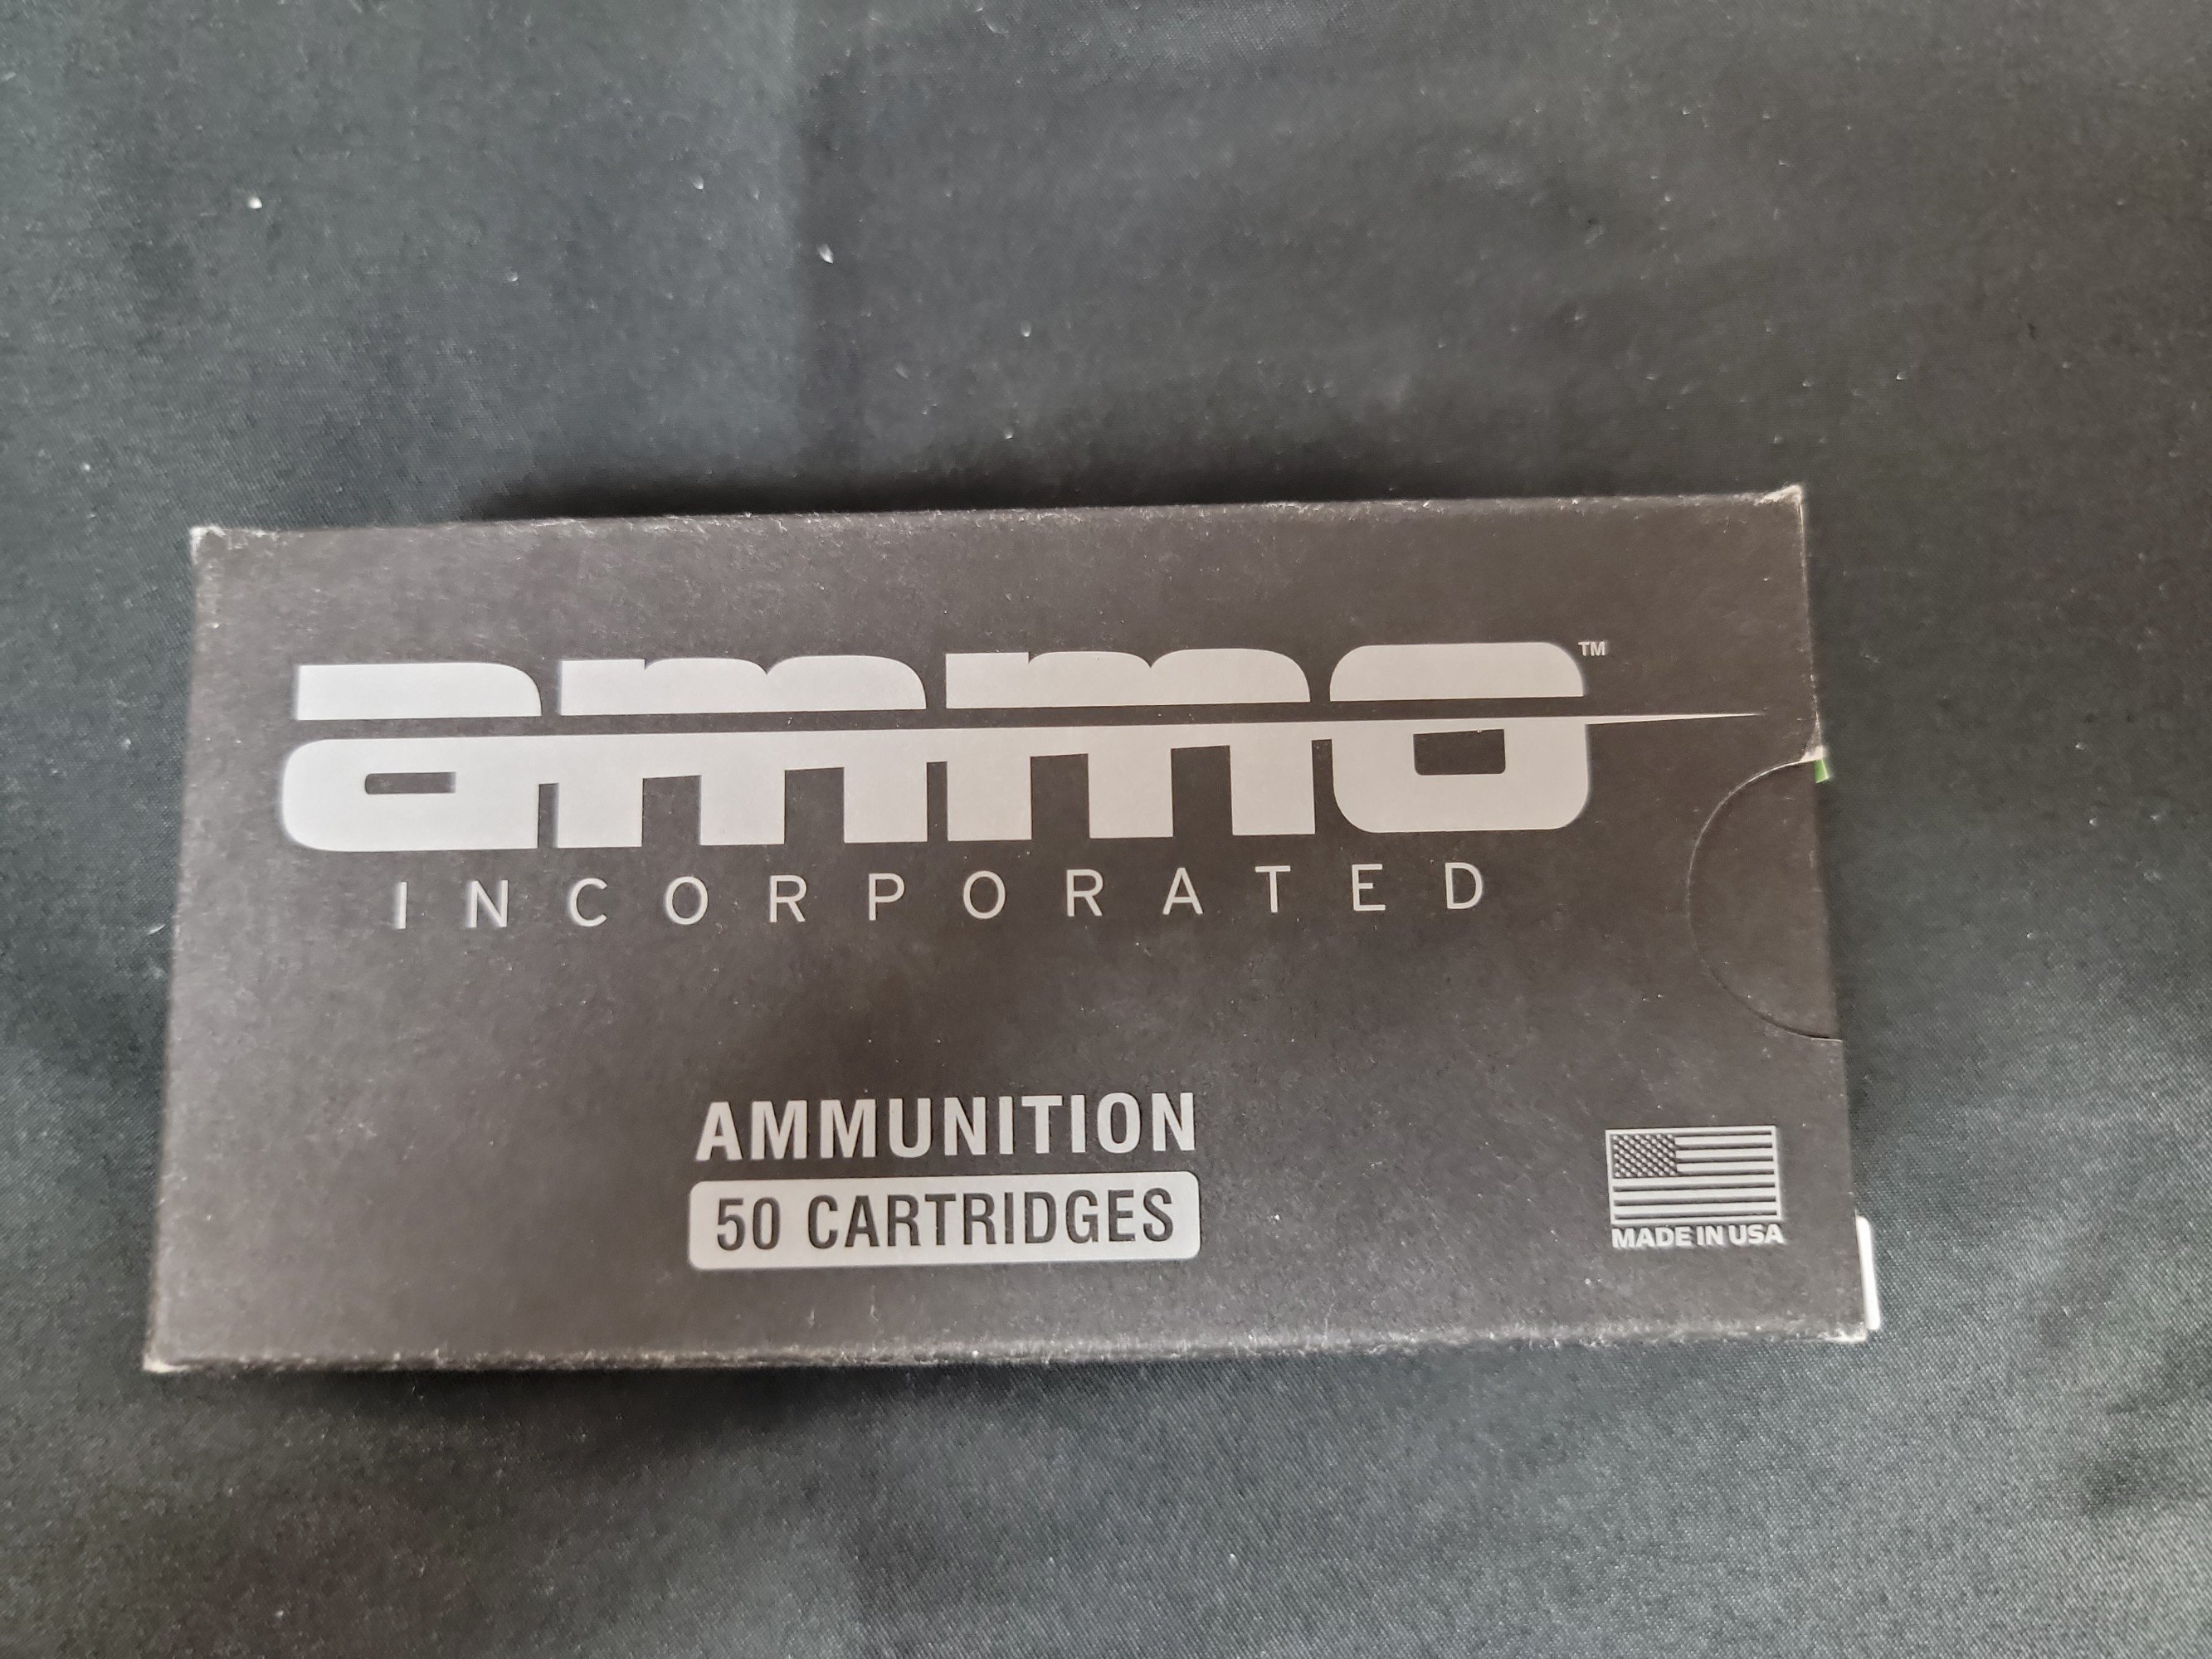 ammo™
INCORPORATED
AMMUNITION
50 CARTRIDGES
MADE IN USA